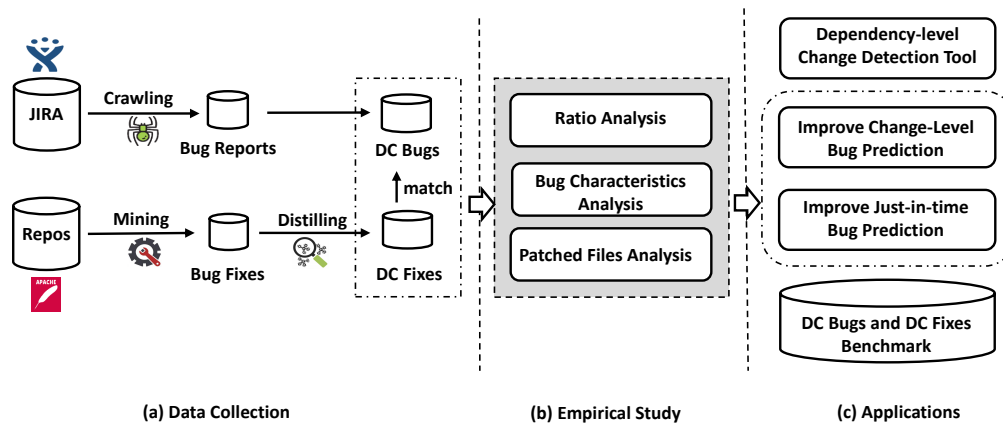 JIRA
Crawling
Bug Reports
DC Bugs
match
Repos
Mining
Bug Fixes
Distilling
DC Fixes
APACHE
(a) Data Collection
Ratio Analysis
Bug Characteristics
Analysis
Patched Files Analysis
(b) Empirical Study
Dependency-level
Change Detection Tool
Improve Change-Level
Bug Prediction
Improve Just-in-time
Bug Prediction
DC Bugs and DC Fixes
Benchmark
(c) Applications